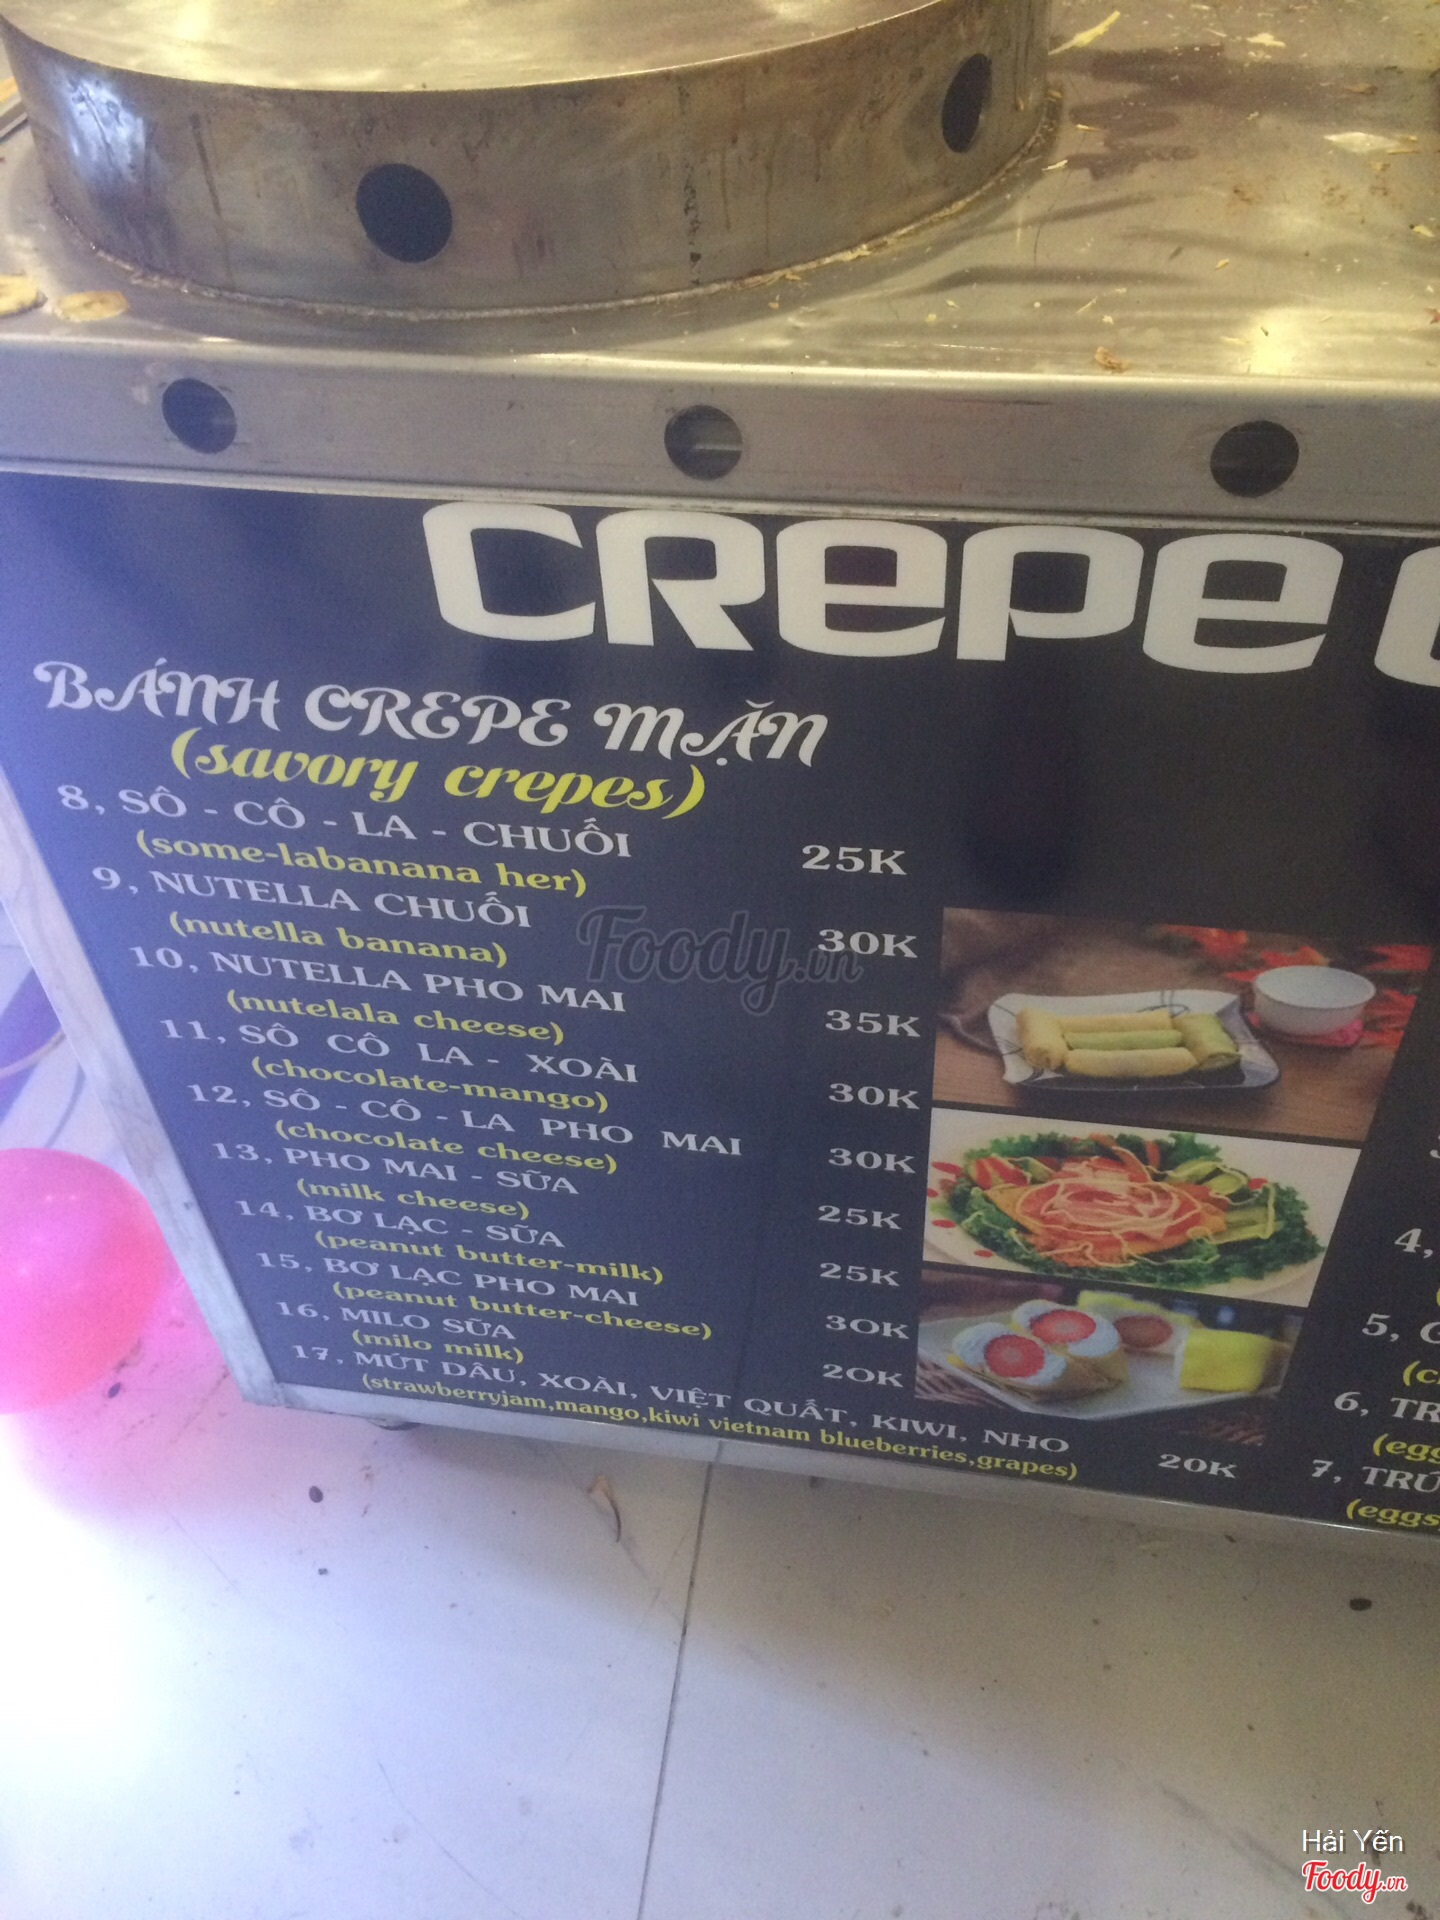 CREPE
BÁNH CREPE MẶN
(savory crepes)
8, SÔ - CÔ - LA - CHUỐI 25K
(some-labanana her)
9, NUTELLA CHUỐI 30K
(nutella banana)
10, NUTELLA PHO MAI 35K
(nutelala cheese)
11, SÔ CÔ LA - XOÀI 30K
(chocolate-mango)
12, SÔ - CÔ - LA PHO MAI 30K
(chocolate cheese)
13, PHO MAI - SỮA 25K
(milk cheese)
14, BƠ LẠC - SỮA 25K
(peanut butter-milk)
15, BƠ LẠC PHO MAI 30K
(peanut butter-cheese)
16, MILO SỮA 20K
(milo milk)
17, MÚT DÂU, XOÀI, VIỆT QUẤT, KIWI, NHO 20K
(strawberryjam,mango,kiwi vietnam blueberries,grapes)
4,
5,
6, TR
(egg
7, TRÚ
(eggs
Foody.vn
Hải Yến
Foody.vn